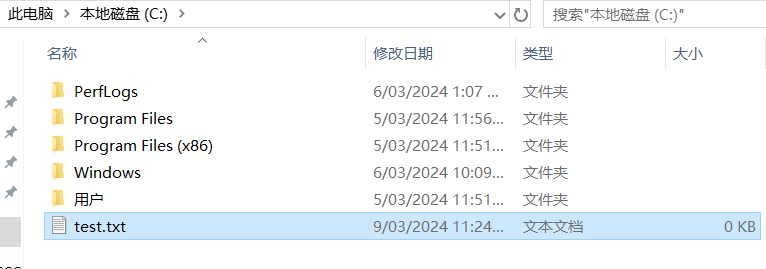 此电脑 本地磁盘 (C:) 搜索"本地磁盘 (C:)"
名称 修改日期 类型 大小
PerfLogs 6/03/2024 1:07 ... 文件夹
Program Files 5/03/2024 11:56... 文件夹
Program Files (x86) 5/03/2024 11:51... 文件夹
Windows 6/03/2024 10:09... 文件夹
用户 5/03/2024 11:51... 文件夹
test.txt 9/03/2024 11:24... 文本文档 0 KB